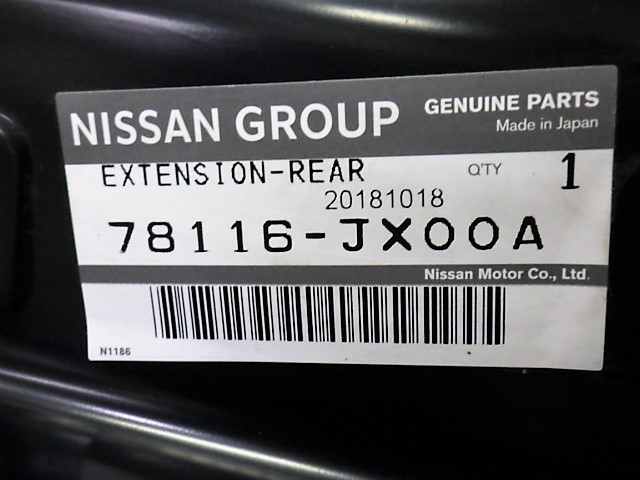 NISSAN GROUP
GENUINE PARTS
Made in Japan
EXTENSION-REAR
Q'TY 1
20181018
78116-JX00A
Nissan Motor Co., Ltd.
N1186